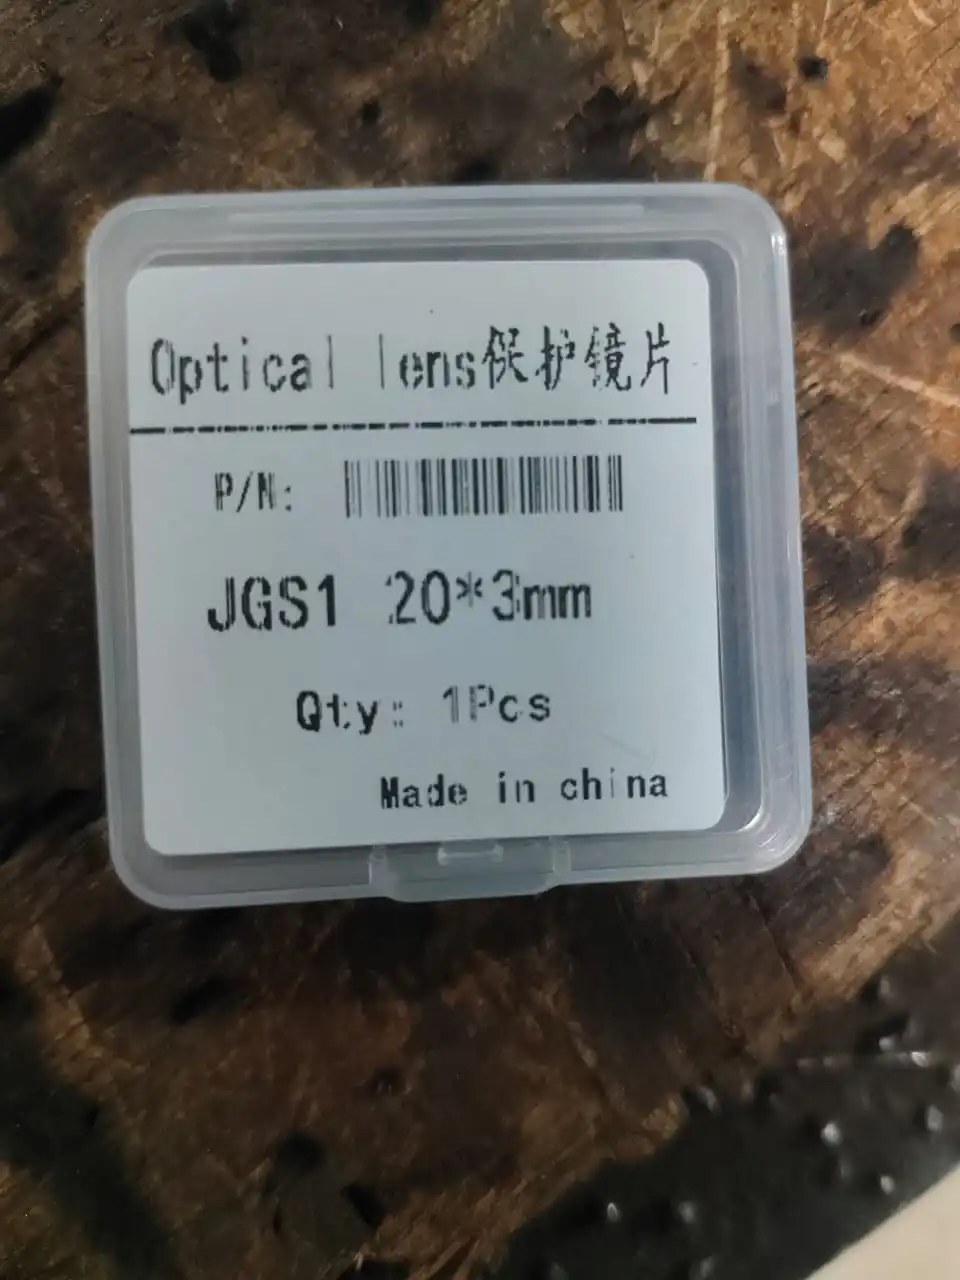 Optical lens保护镜片
P/N:
JGS1 20*3mm
Qty: 1Pcs
Made in china